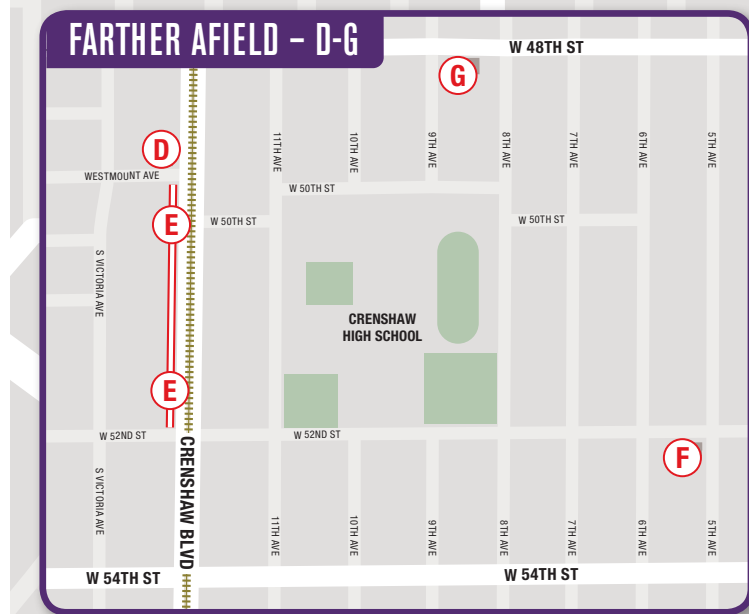 FARTHER AFIELD – D-G
W 48TH ST
G
D
11TH AVE
10TH AVE
9TH AVE
8TH AVE
7TH AVE
6TH AVE
5TH AVE
WESTMOUNT AVE
W 50TH ST
E
W 50TH ST
W 50TH ST
S VICTORIA AVE
CRENSHAW
HIGH SCHOOL
E
W 52ND ST
W 52ND ST
F
CRENSHAW BLVD
S VICTORIA AVE
11TH AVE
10TH AVE
9TH AVE
8TH AVE
7TH AVE
6TH AVE
5TH AVE
W 54TH ST
W 54TH ST